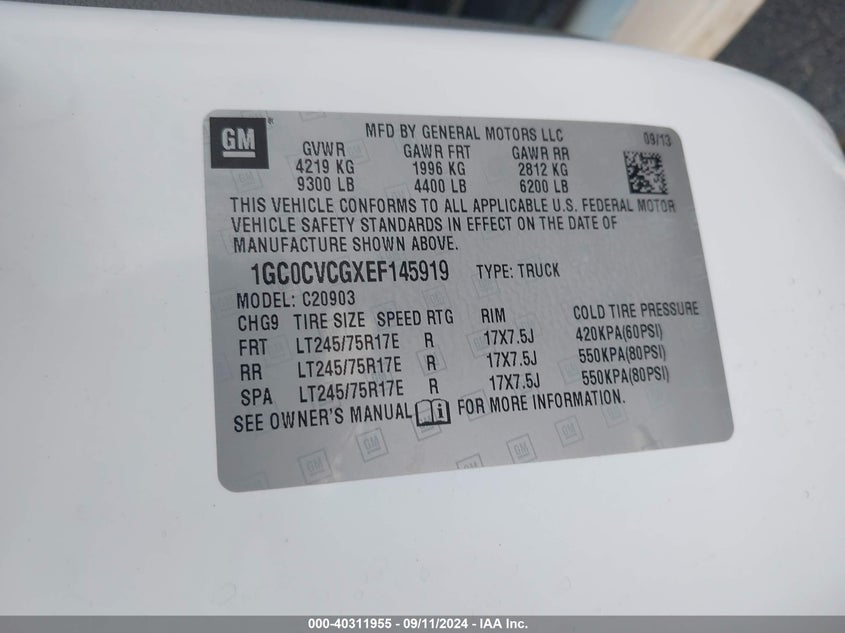 GM ® MFD BY GENERAL MOTORS LLC 09/13
GVWR GAWR FRT GAWR RR
4219 KG 1996 KG 2812 KG
9300 LB 4400 LB 6200 LB
THIS VEHICLE CONFORMS TO ALL APPLICABLE U.S. FEDERAL MOTOR
VEHICLE SAFETY STANDARDS IN EFFECT ON THE DATE OF
MANUFACTURE SHOWN ABOVE.
1GC0CVCGXEF145919 TYPE: TRUCK
MODEL: C20903
CHG9 TIRE SIZE SPEED RTG RIM COLD TIRE PRESSURE
FRT LT245/75R17E R 17X7.5J 420KPA(60PSI)
RR LT245/75R17E R 17X7.5J 550KPA(80PSI)
SPA LT245/75R17E R 17X7.5J 550KPA(80PSI)
SEE OWNER'S MANUAL FOR MORE INFORMATION.
000-40311955 - 09/11/2024 - IAA Inc.